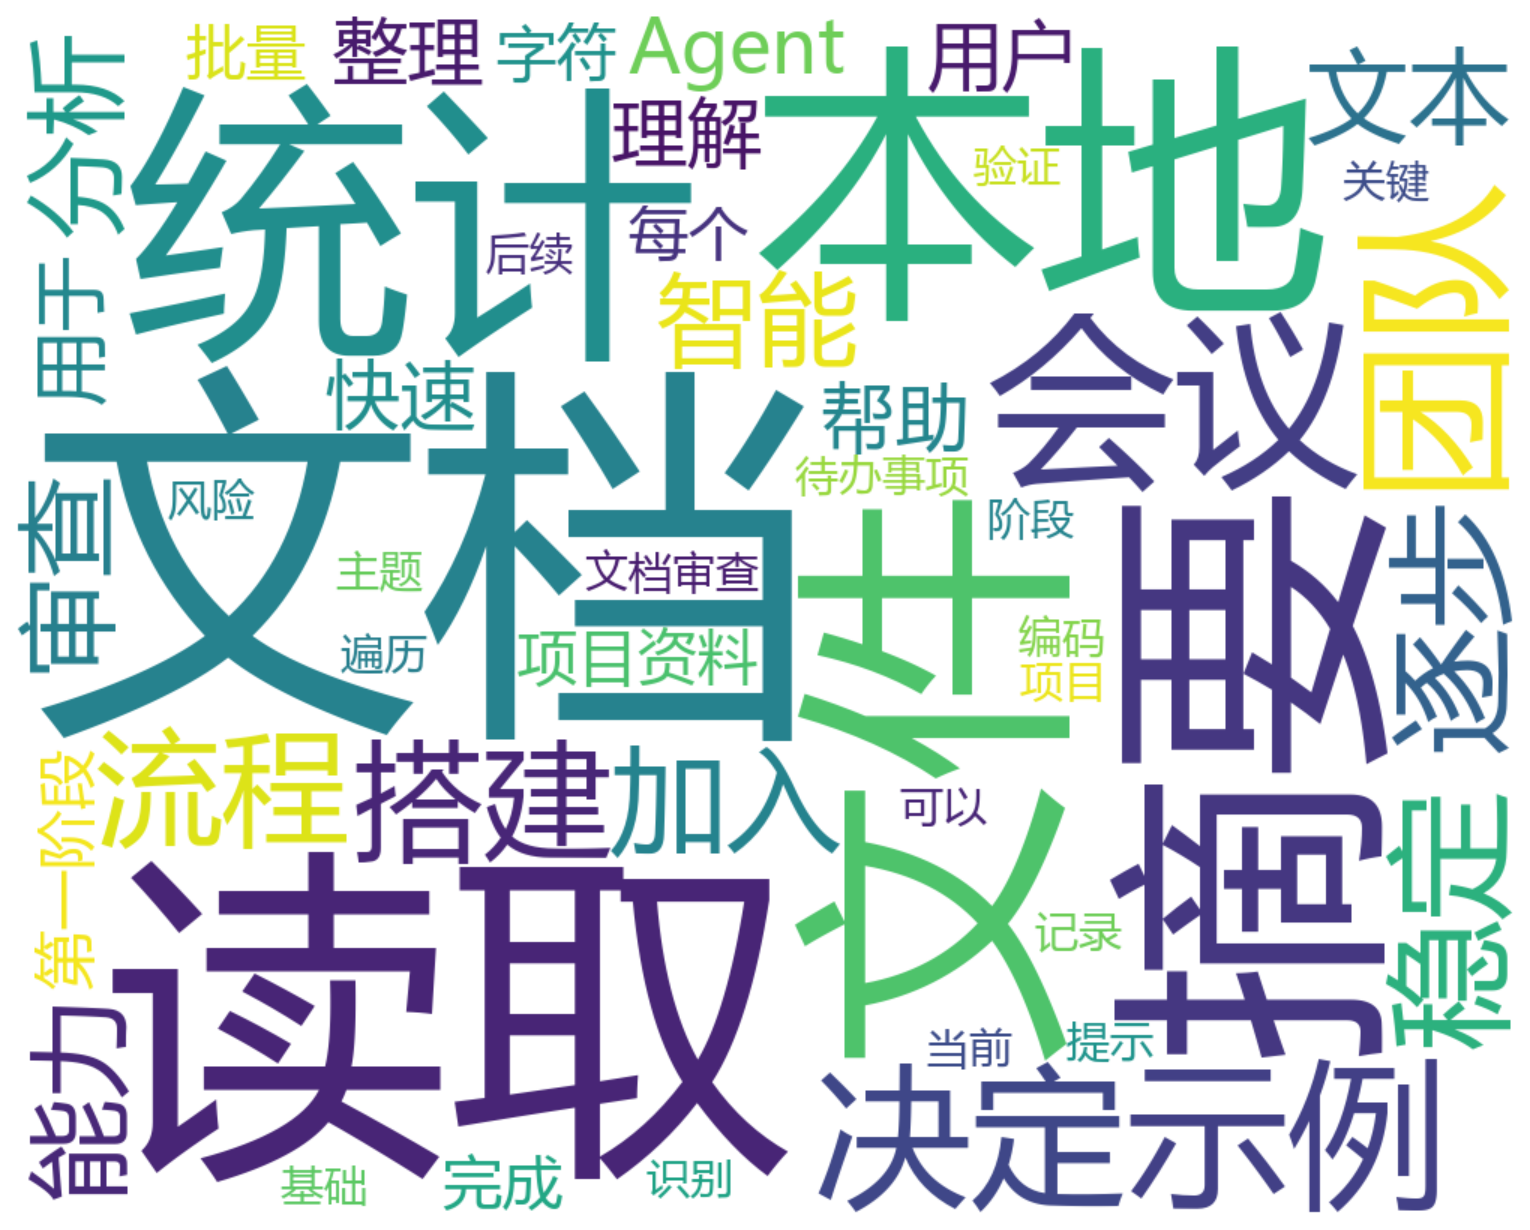 批量
整理
字符
Agent
用户
文本
分析
统计
理解
本地
验证
关键
后续
每个
智能
团队
用于
快速
帮助
会议
文档
待办事项
阶段
审查
风险
主题
文档审查
文件
摘要
逐步
遍历
项目资料
编码
项目
流程
搭建
加入
可以
第一阶段
读取
记录
稳定
能力
当前
提示
决定
示例
基础
完成
识别